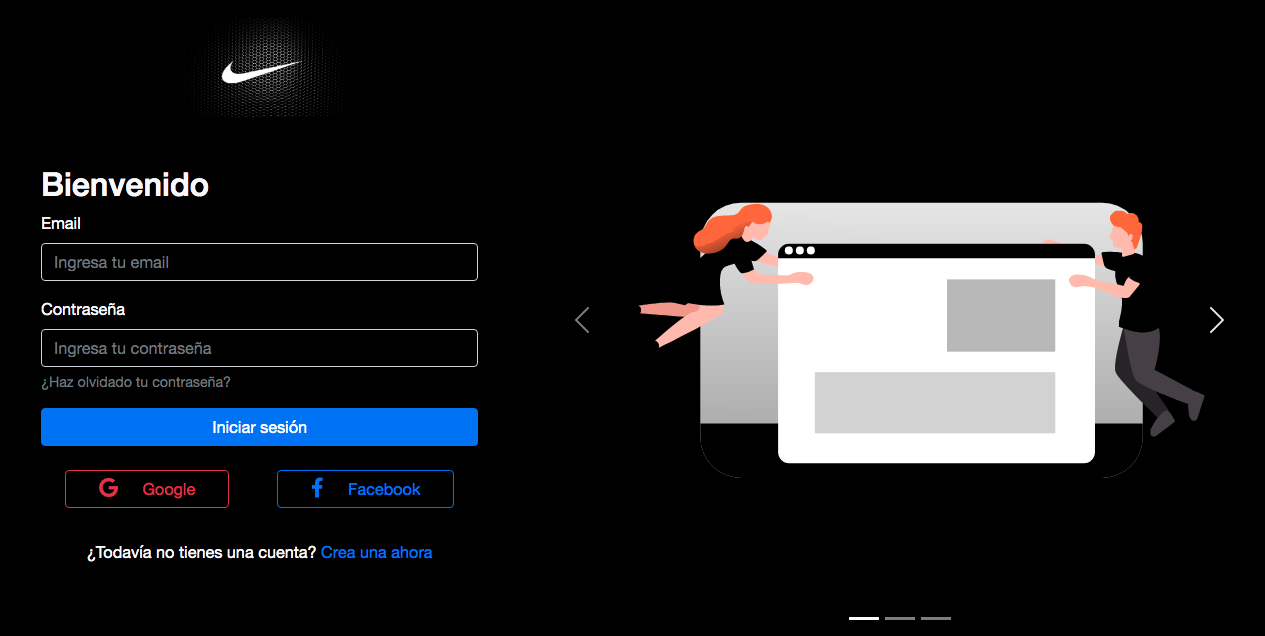 Bienvenido
Email
Ingresa tu email
Contraseña
Ingresa tu contraseña
¿Haz olvidado tu contraseña?
Iniciar sesión
Google
Facebook
¿Todavía no tienes una cuenta? Crea una ahora